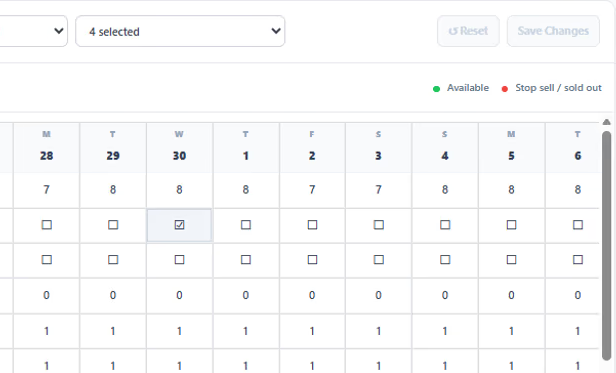 4 selected
↺ Reset
Save Changes
Available
Stop sell / sold out
M T W T F S S M T
28 29 30 1 2 3 4 5 6
7 8 8 8 7 7 8 8 8
☐ ☐ ☑ ☐ ☐ ☐ ☐ ☐ ☐
☐ ☐ ☐ ☐ ☐ ☐ ☐ ☐ ☐
0 0 0 0 0 0 0 0 0
1 1 1 1 1 1 1 1 1
1 1 1 1 1 1 1 1 1